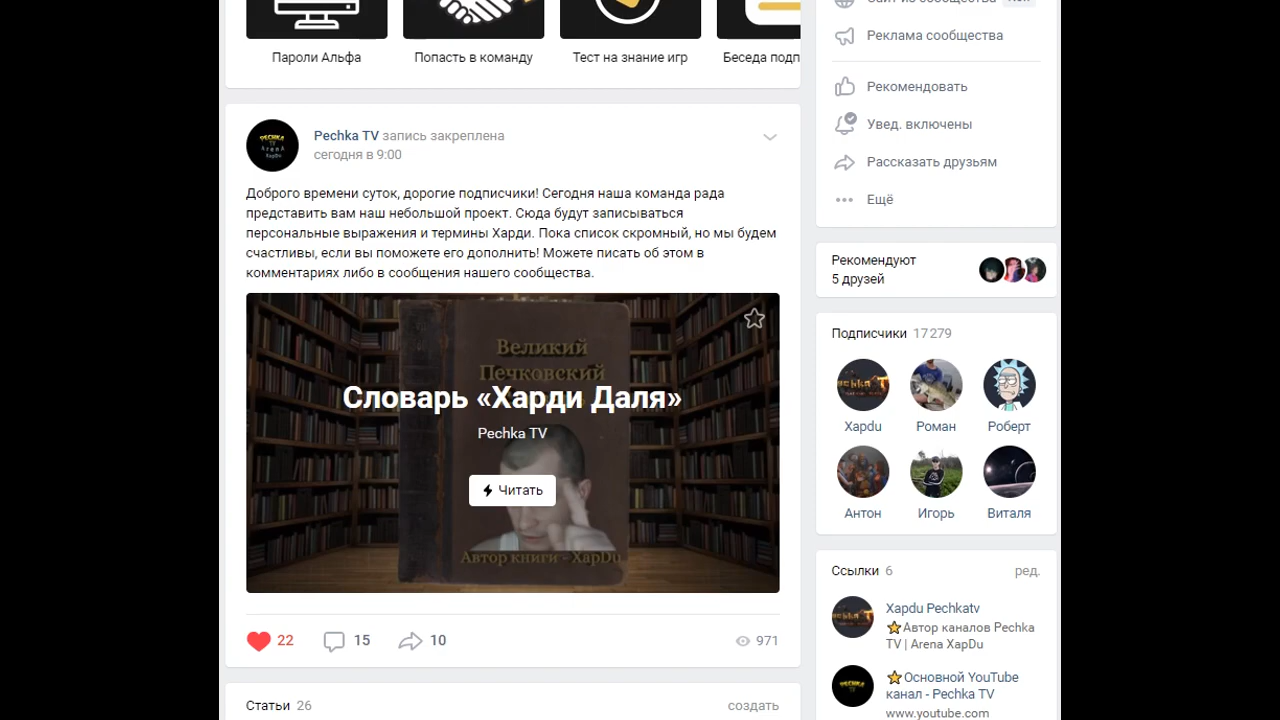 Пароли Альфа
Попасть в команду
Тест на знание игр
Беседа подп
Pechka TV запись закреплена
сегодня в 9:00
Доброго времени суток, дорогие подписчики! Сегодня наша команда рада
представить вам наш небольшой проект. Сюда будут записываться
персональные выражения и термины Харди. Пока список скромный, но мы будем
счастливы, если вы поможете его дополнить! Можете писать об этом в
комментариях либо в сообщения нашего сообщества.
Великий
Печковский
Словарь «Харди Даля»
Pechka TV
Читать
Автор книги - XapDu
22
15
10
971
Статьи 26
создать
Реклама сообщества
Рекомендовать
Увед. включены
Рассказать друзьям
Ещё
Рекомендуют
5 друзей
Подписчики 17 279
Xapdu
Роман
Роберт
Антон
Игорь
Виталя
Ссылки 6
ред.
Xapdu Pechkatv
Автор каналов Pechka
TV | Arena XapDu
Основной YouTube
канал - Pechka TV
www.youtube.com